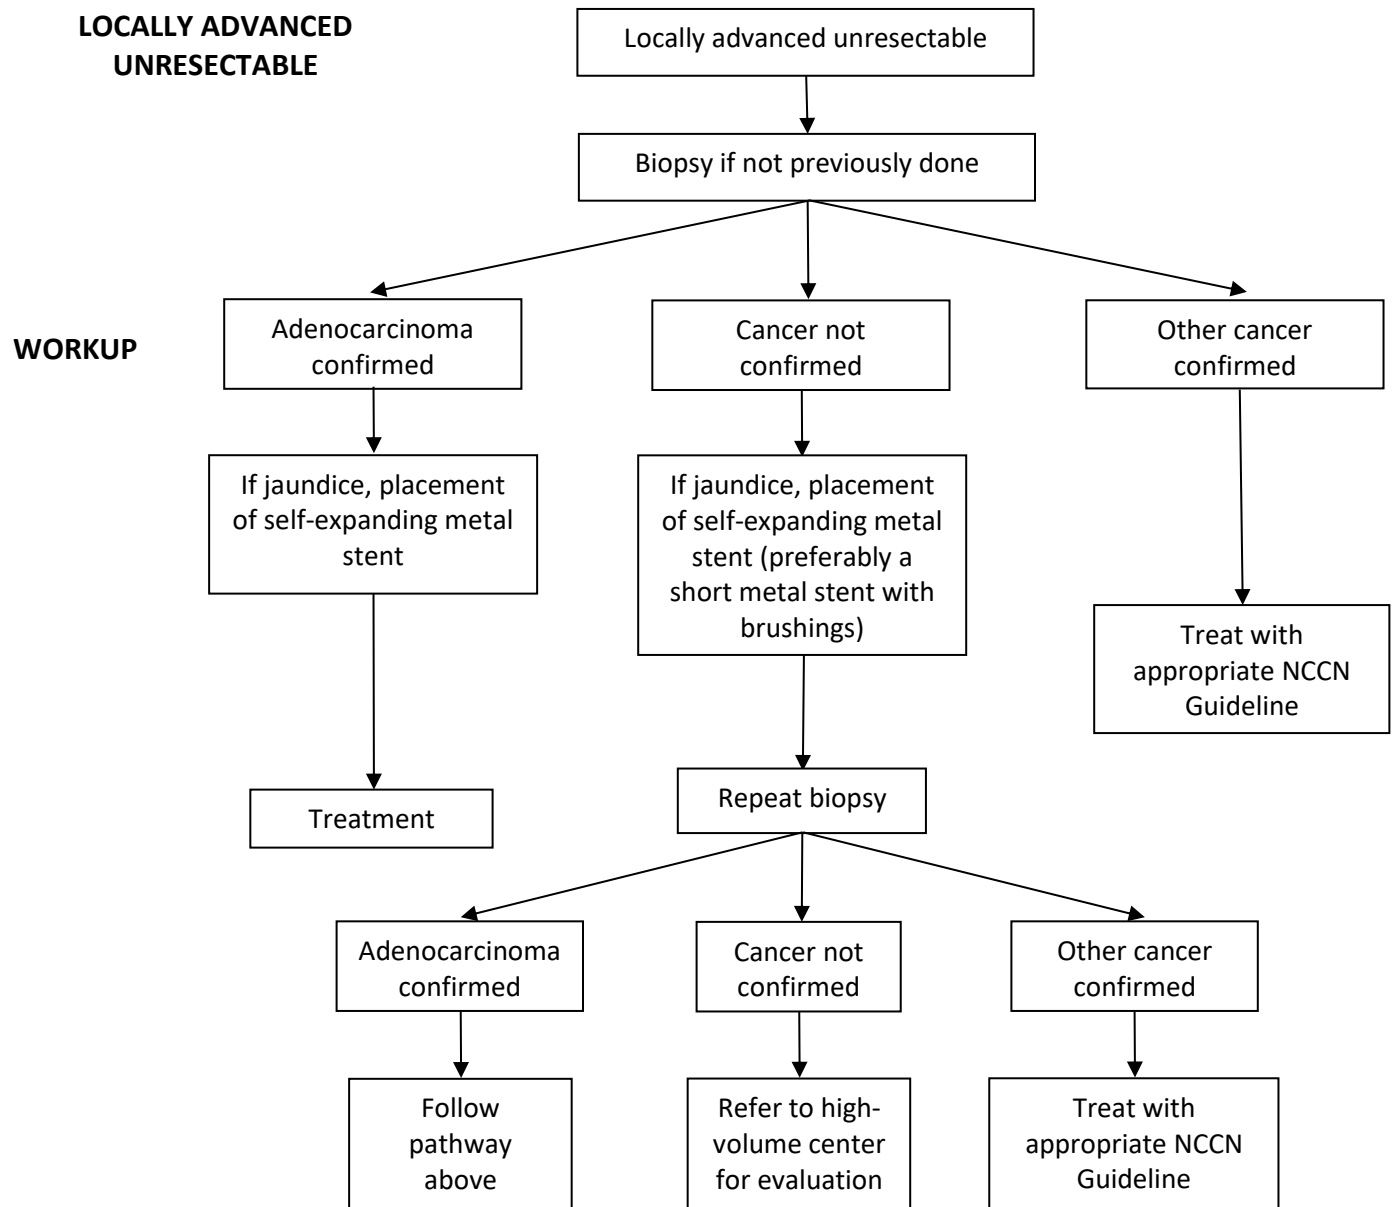 LOCALLY ADVANCED
UNRESECTABLE
Locally advanced unresectable
Biopsy if not previously done
WORKUP
Adenocarcinoma
confirmed
Cancer not
confirmed
Other cancer
confirmed
If jaundice, placement
of self-expanding metal
stent
If jaundice, placement
of self-expanding metal
stent (preferably a
short metal stent with
brushings)
Treat with
appropriate NCCN
Guideline
Treatment
Repeat biopsy
Adenocarcinoma
confirmed
Cancer not
confirmed
Other cancer
confirmed
Follow
pathway
above
Refer to high-
volume center
for evaluation
Treat with
appropriate NCCN
Guideline